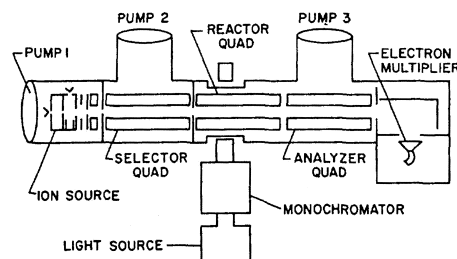 PUMP 2
PUMP 3
REACTOR
QUAD
PUMP 1
ELECTRON
MULTIPLIER
SELECTOR
QUAD
ANALYZER
QUAD
ION SOURCE
MONOCHROMATOR
LIGHT SOURCE